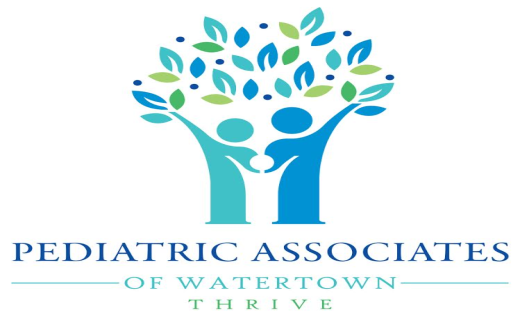 PEDIATRIC ASSOCIATES
OF WATERTOWN
THRIVE